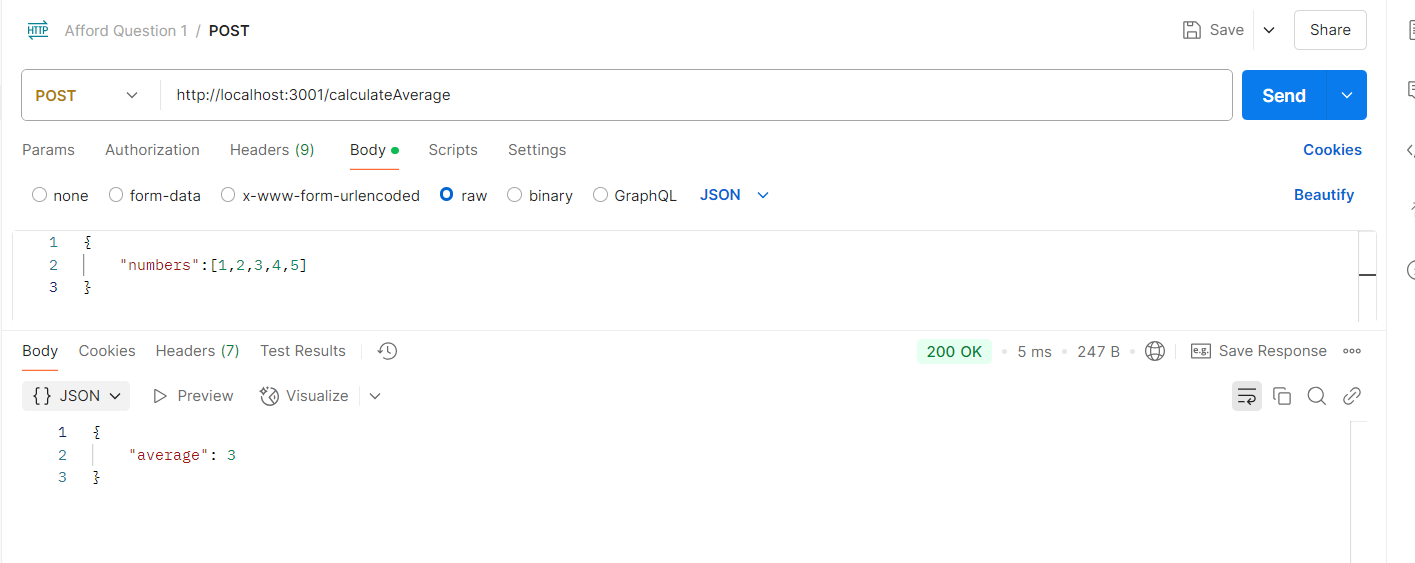 HTTP Afford Question 1 / POST Save Share
POST http://localhost:3001/calculateAverage Send
Params Authorization Headers (9) Body Scripts Settings Cookies
none form-data x-www-form-urlencoded raw binary GraphQL JSON Beautify
1 {
2 "numbers":[1,2,3,4,5]
3 }
Body Cookies Headers (7) Test Results 200 OK • 5 ms • 247 B • e.g. Save Response
{} JSON Preview Visualize
1 {
2 "average": 3
3 }